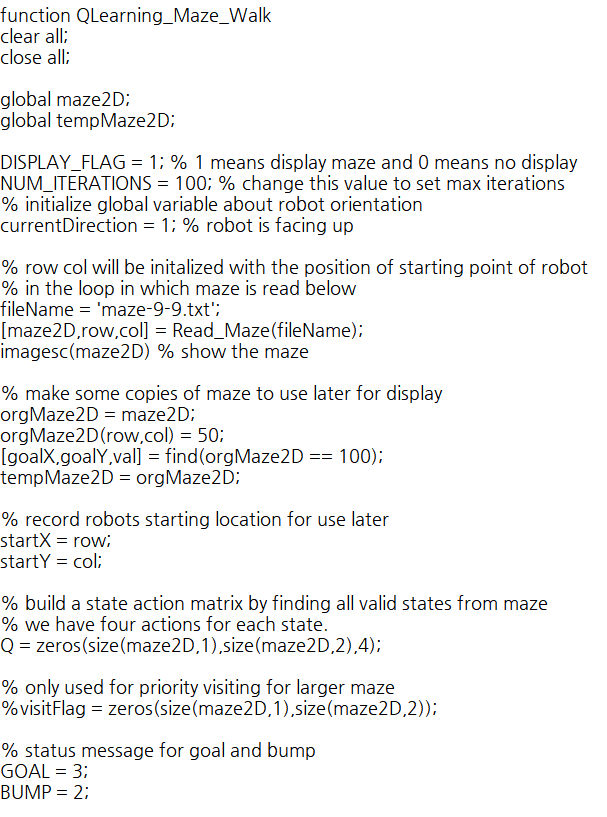 function QLearning_Maze_Walk
clear all;
close all;

global maze2D;
global tempMaze2D;

DISPLAY_FLAG = 1; % 1 means display maze and 0 means no display
NUM_ITERATIONS = 100; % change this value to set max iterations
% initialize global variable about robot orientation
currentDirection = 1; % robot is facing up

% row col will be initalized with the position of starting point of robot
% in the loop in which maze is read below
fileName = 'maze-9-9.txt';
[maze2D,row,col] = Read_Maze(fileName);
imagesc(maze2D) % show the maze

% make some copies of maze to use later for display
orgMaze2D = maze2D;
orgMaze2D(row,col) = 50;
[goalX,goalY,val] = find(orgMaze2D == 100);
tempMaze2D = orgMaze2D;

% record robots starting location for use later
startX = row;
startY = col;

% build a state action matrix by finding all valid states from maze
% we have four actions for each state.
Q = zeros(size(maze2D,1),size(maze2D,2),4);

% only used for priority visiting for larger maze
%visitFlag = zeros(size(maze2D,1),size(maze2D,2));

% status message for goal and bump
GOAL = 3;
BUMP = 2;